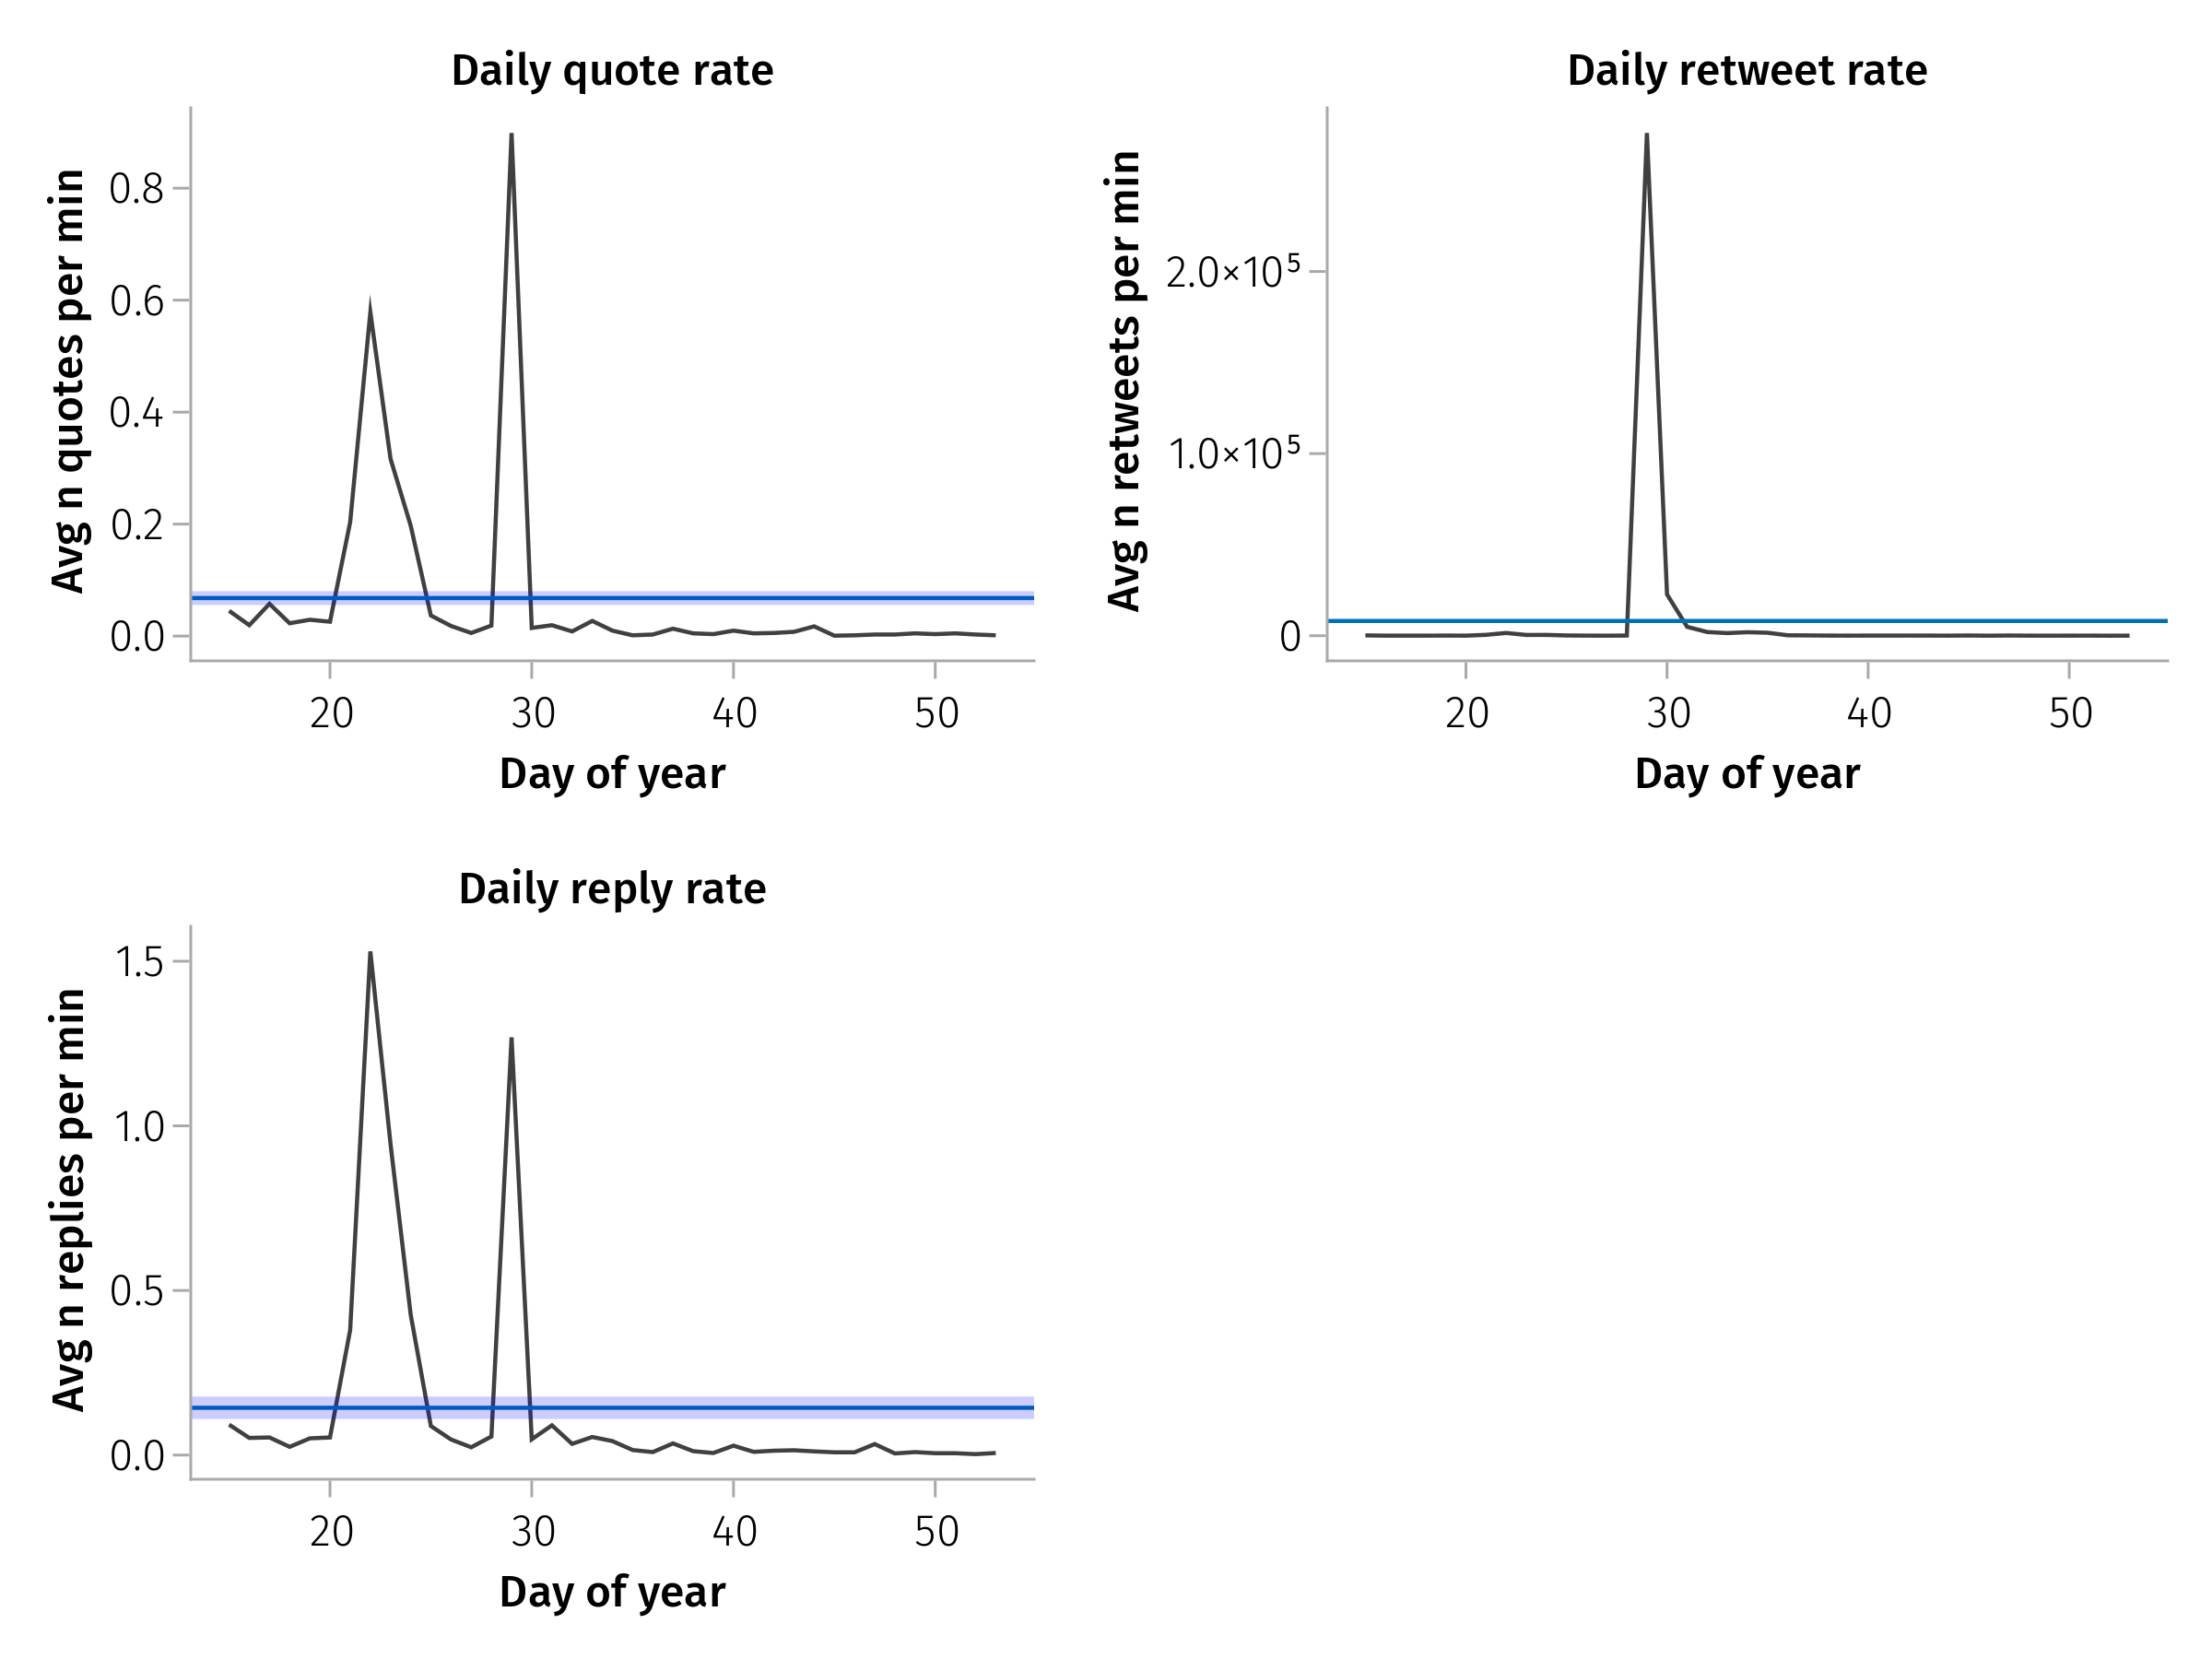 Daily quote rate
Avg n quotes per min
0.8
0.6
0.4
0.2
0.0
20 30 40 50
Day of year
Daily retweet rate
Avg n retweets per min
2.0×10⁵
1.0×10⁵
0
20 30 40 50
Day of year
Daily reply rate
Avg n replies per min
1.5
1.0
0.5
0.0
20 30 40 50
Day of year